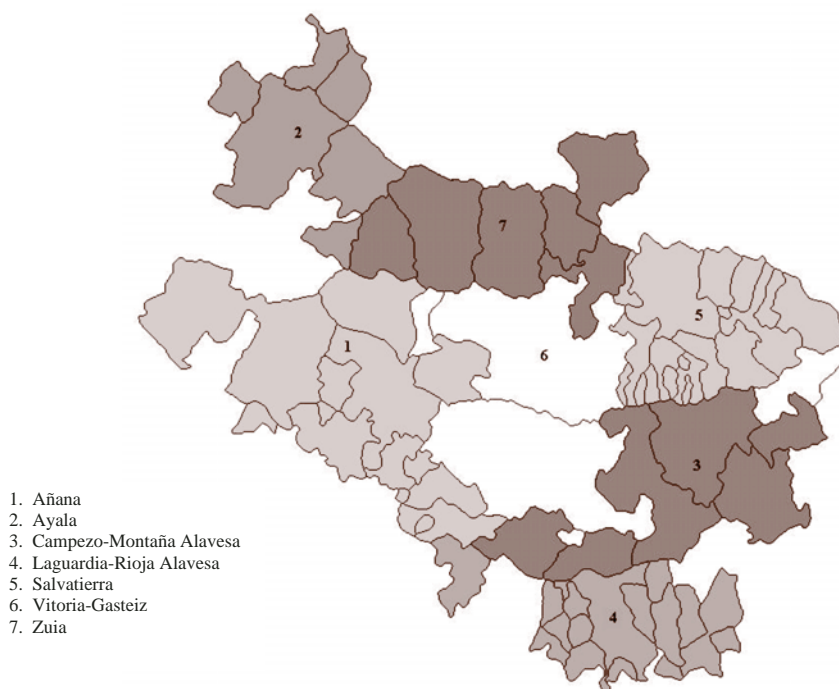 2
7
5
1
6
3
4
1. Añana
2. Ayala
3. Campezo-Montaña Alavesa
4. Laguardia-Rioja Alavesa
5. Salvatierra
6. Vitoria-Gasteiz
7. Zuia